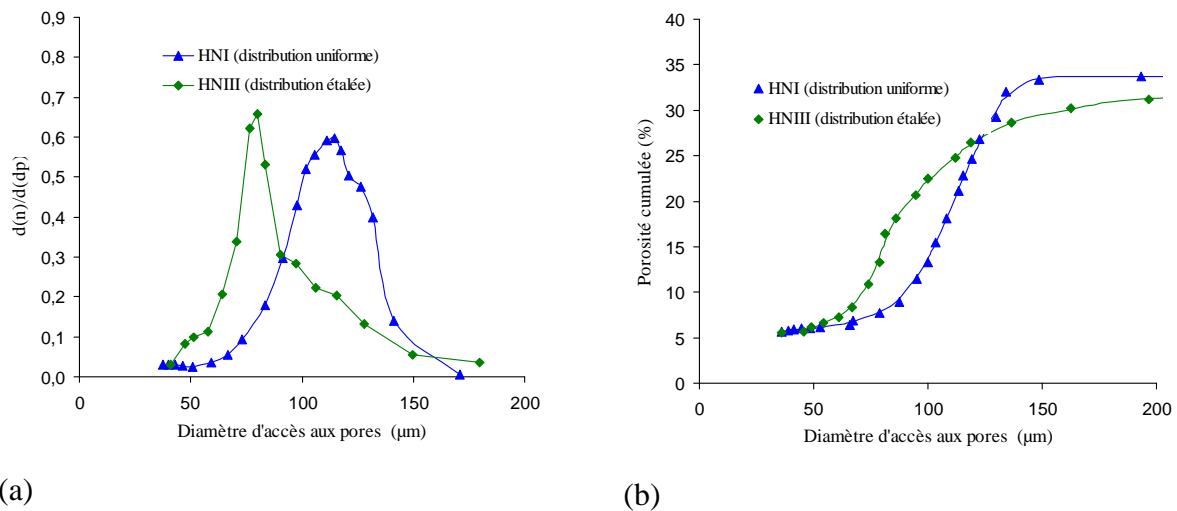 0,9
0,8
0,7
0,6
0,5
0,4
0,3
0,2
0,1
0,0
d(n)/d(dp)
HNI (distribution uniforme)
HNIII (distribution étalée)
0 50 100 150 200
Diamètre d'accès aux pores (µm)
(a)
40
35
30
25
20
15
10
5
0
Porosité cumulée (%)
HNI (distribution uniforme)
HNIII (distribution étalée)
0 50 100 150 200
Diamètre d'accès aux pores (µm)
(b)